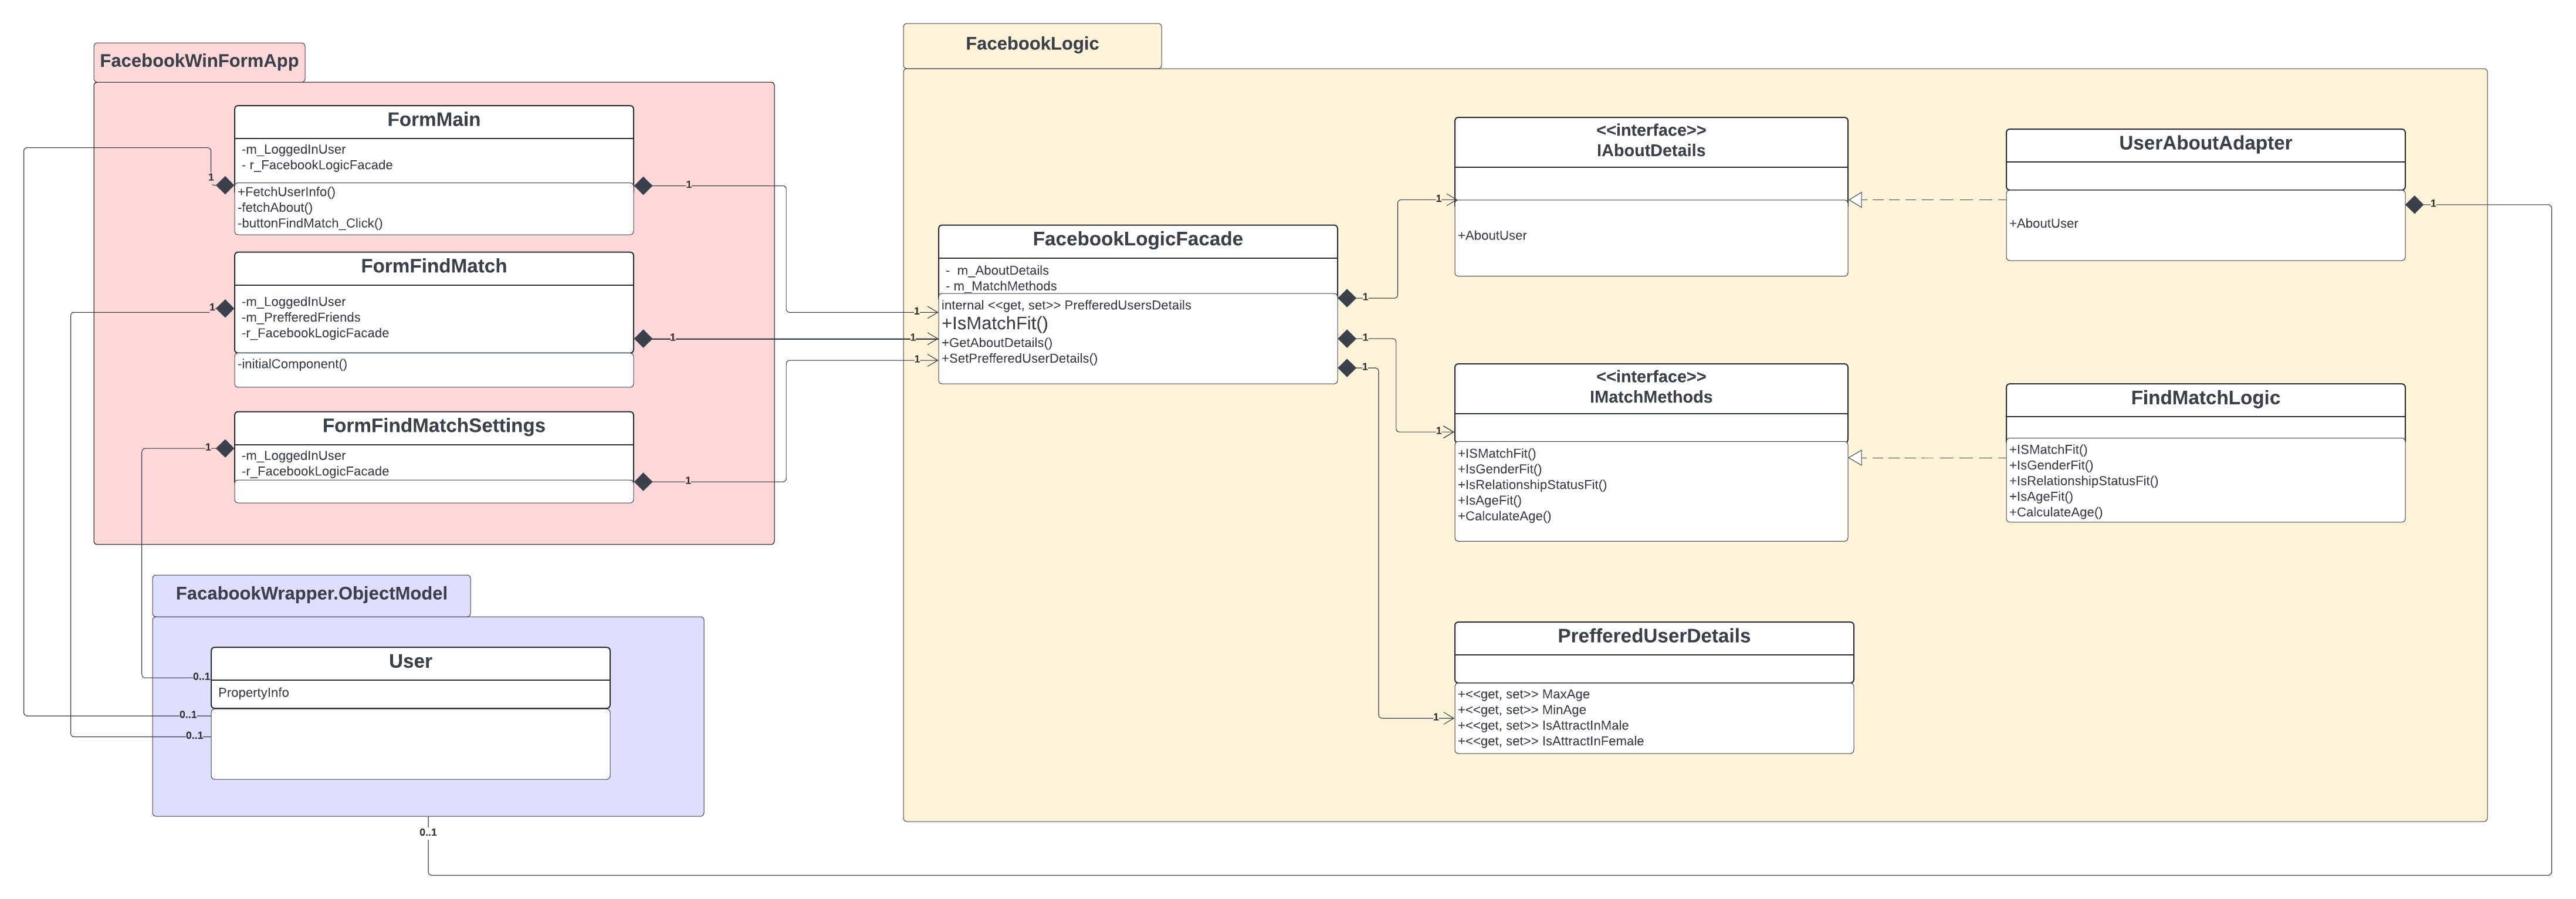 FacebookWinFormApp
FormMain
-m_LoggedInUser
- r_FacebookLogicFacade
+FetchUserInfo()
-fetchAbout()
-buttonFindMatch_Click()
1
1
FormFindMatch
-m_LoggedInUser
-m_PrefferedFriends
-r_FacebookLogicFacade
-initialComponent()
1
1
FormFindMatchSettings
-m_LoggedInUser
-r_FacebookLogicFacade
1
1
FacabookWrapper.ObjectModel
User
PropertyInfo
0..1
0..1
0..1
0..1
FacebookLogic
1
1
1
FacebookLogicFacade
- m_AboutDetails
- m_MatchMethods
internal <<get, set>> PrefferedUsersDetails
+IsMatchFit()
+GetAboutDetails()
+SetPrefferedUserDetails()
1
1
1
1
<<interface>>
IAboutDetails
+AboutUser
UserAboutAdapter
+AboutUser
1
1
<<interface>>
IMatchMethods
+ISMatchFit()
+IsGenderFit()
+IsRelationshipStatusFit()
+IsAgeFit()
+CalculateAge()
FindMatchLogic
+ISMatchFit()
+IsGenderFit()
+IsRelationshipStatusFit()
+IsAgeFit()
+CalculateAge()
1
PrefferedUserDetails
+<<get, set>> MaxAge
+<<get, set>> MinAge
+<<get, set>> IsAttractInMale
+<<get, set>> IsAttractInFemale